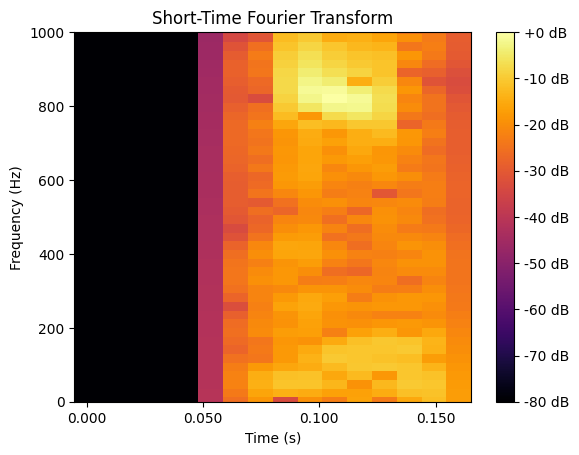 Short-Time Fourier Transform
1000
800
600
400
200
0
Frequency (Hz)
0.000
0.050
0.100
0.150
Time (s)
+0 dB
-10 dB
-20 dB
-30 dB
-40 dB
-50 dB
-60 dB
-70 dB
-80 dB